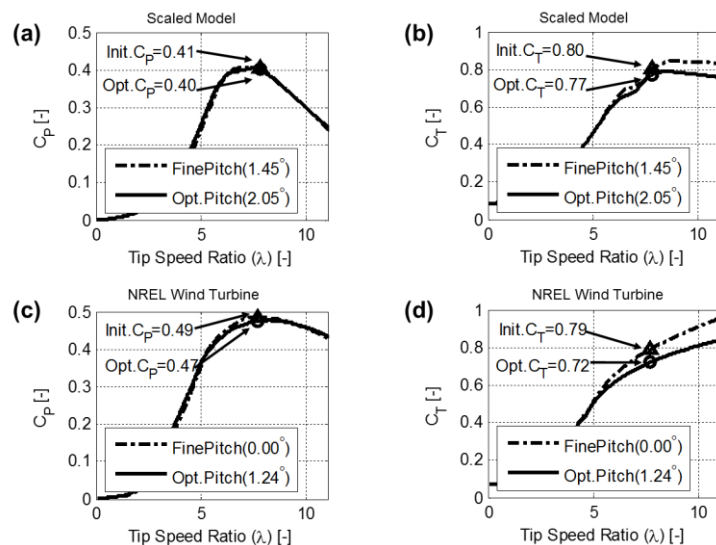 (a)
Scaled Model
0.5
0.4
0.3
0.2
0.1
0
C_P [-]
Init.C_P=0.41
Opt.C_P=0.40
FinePitch(1.45°)
Opt.Pitch(2.05°)
0 5 10
Tip Speed Ratio (λ) [-]
(b)
Scaled Model
1
0.8
0.6
0.4
0.2
0
C_T [-]
Init.C_T=0.80
Opt.C_T=0.77
FinePitch(1.45°)
Opt.Pitch(2.05°)
0 5 10
Tip Speed Ratio (λ) [-]
(c)
NREL Wind Turbine
0.5
0.4
0.3
0.2
0.1
0
C_P [-]
Init.C_P=0.49
Opt.C_P=0.47
FinePitch(0.00°)
Opt.Pitch(1.24°)
0 5 10
Tip Speed Ratio (λ) [-]
(d)
NREL Wind Turbine
1
0.8
0.6
0.4
0.2
0
C_T [-]
Init.C_T=0.79
Opt.C_T=0.72
FinePitch(0.00°)
Opt.Pitch(1.24°)
0 5 10
Tip Speed Ratio (λ) [-]